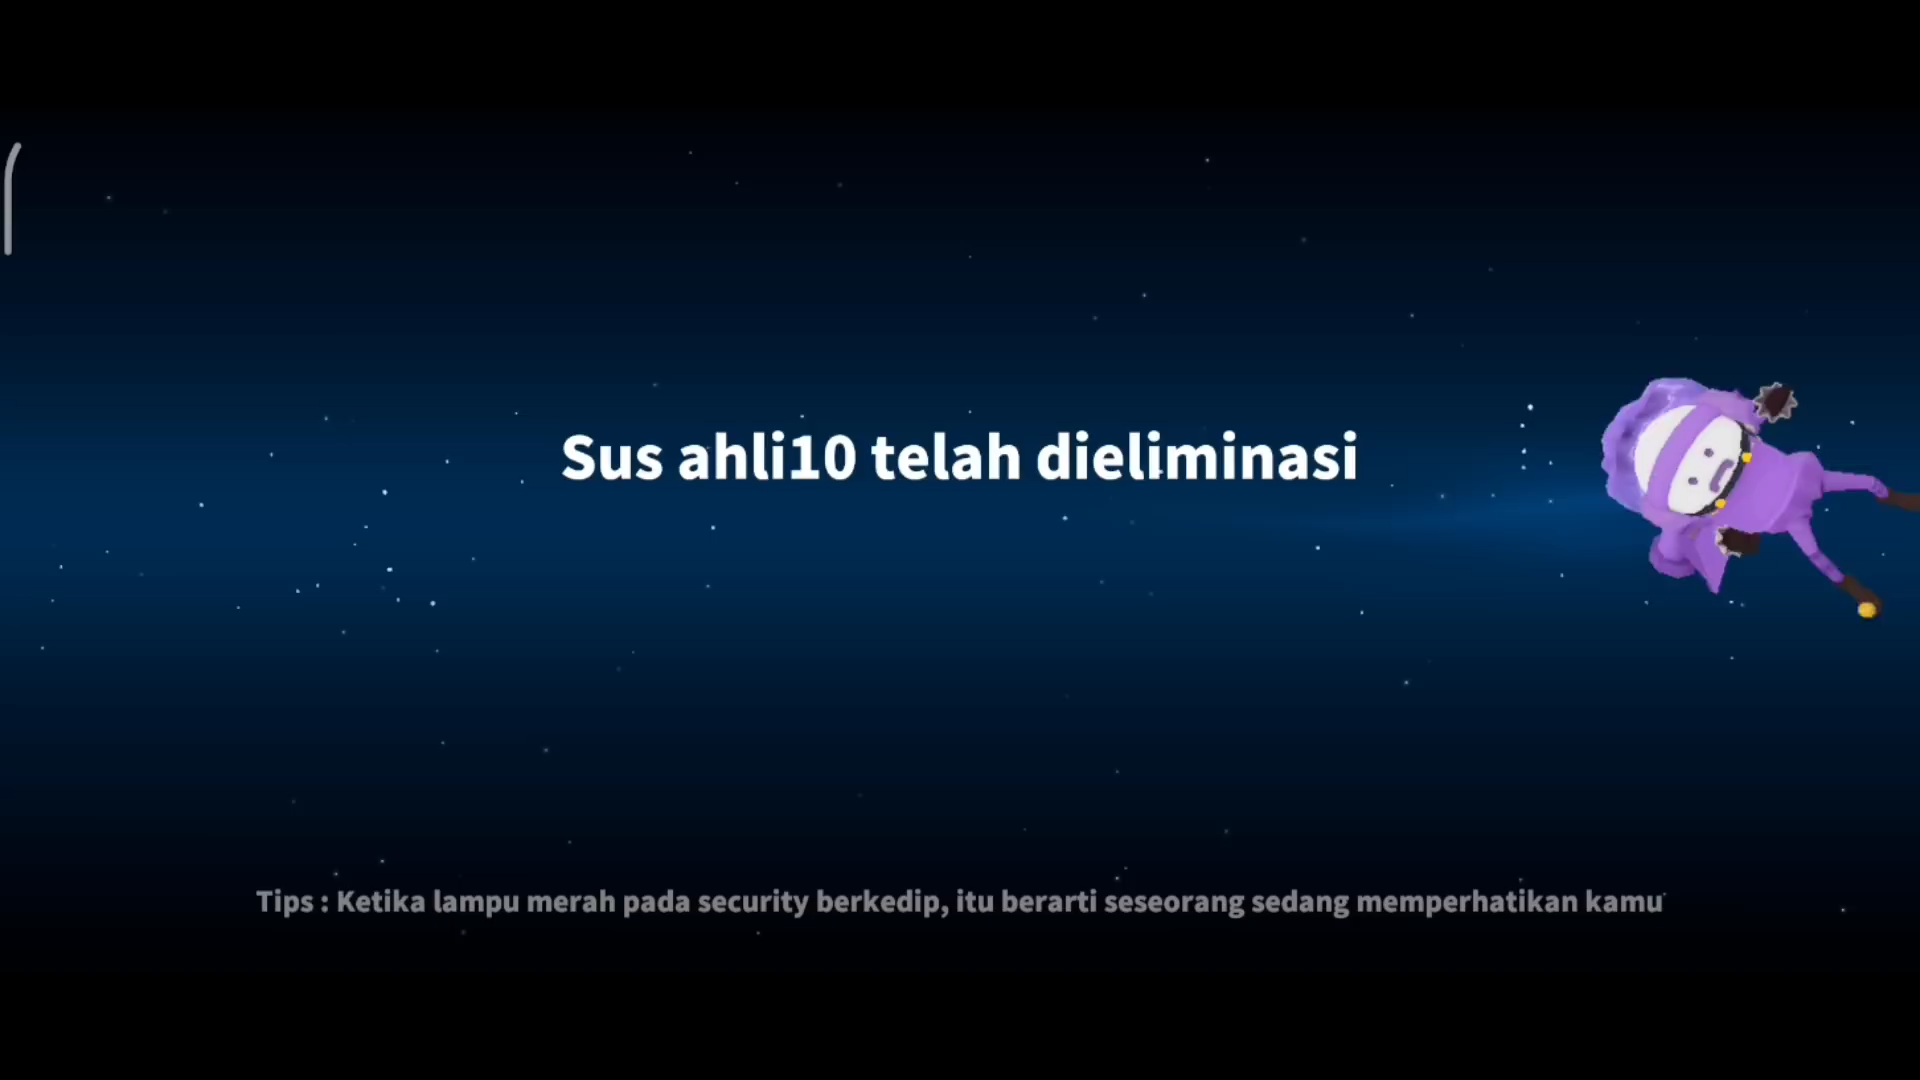 Sus ahli10 telah dieliminasi
Tips : Ketika lampu merah pada security berkedip, itu berarti seseorang sedang memperhatikan kamu